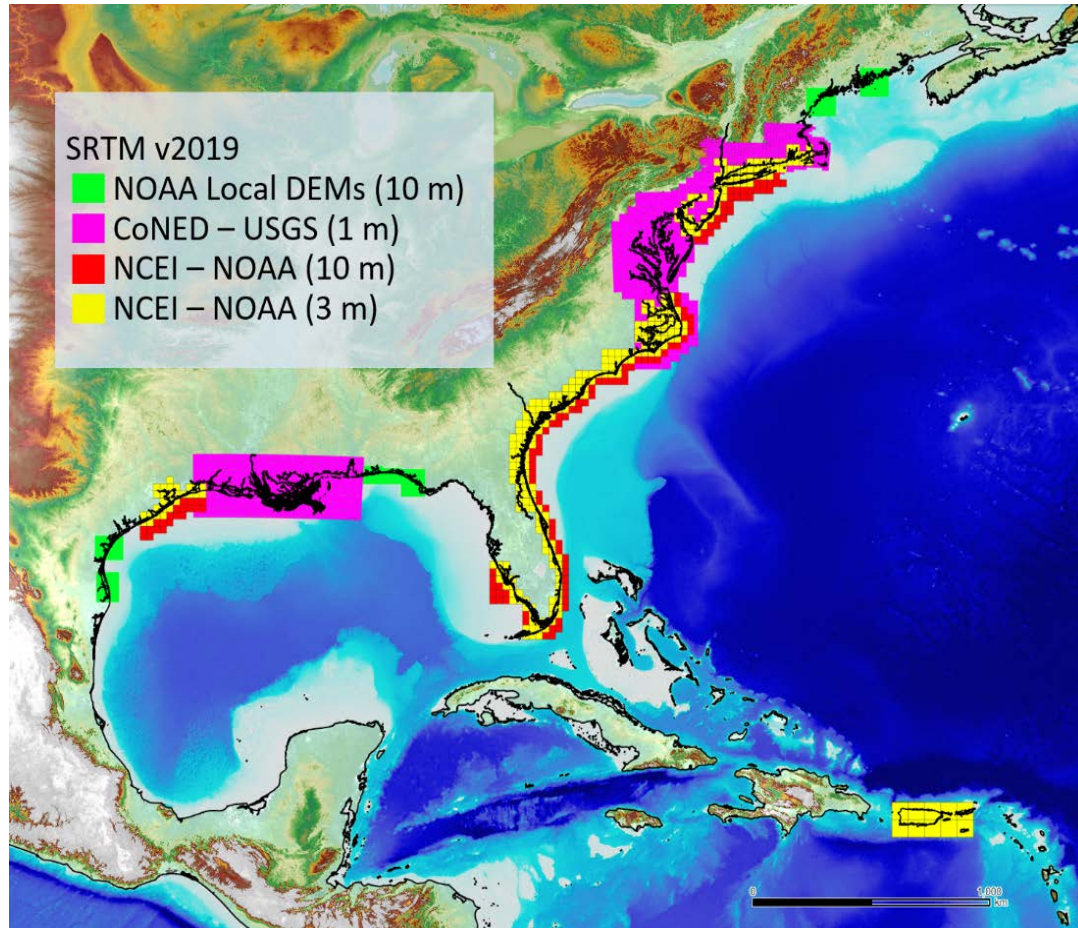 SRTM v2019
NOAA Local DEMs (10 m)
CoNED – USGS (1 m)
NCEI – NOAA (10 m)
NCEI – NOAA (3 m)
0 1,000
km